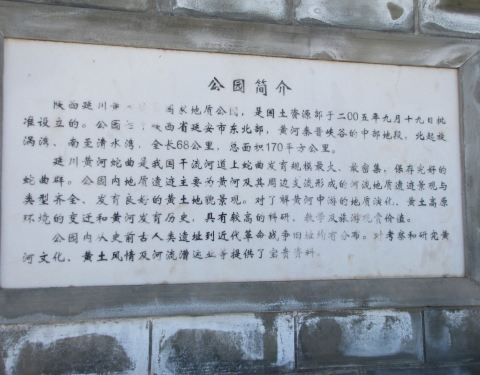 公园简介
陕西延川黄 国家地质公园，是国土资源部于二00五年九月十九日批
准设立的。公园 陕西省延安市东北部，黄河秦晋峡谷的中部地段，北起漩
涡湾、南至清水湾，全长68公里，总面积170平方公里。
延川黄河蛇曲是我国干流河道上蛇曲发育规模最大、最密集，保存完好的
蛇曲群。公园内地质遗迹主要为黄河及其周边支流形成的河流地质遗迹景观与
类型齐全、发育良好的黄土地貌景观。对了解黄河中游的地质演化、黄土高原
环境的变迁和黄河发育历史，具有较高的科研、教学及旅游观赏价值。
公园内从史前古人类遗址到近代革命战争旧址均有分布。对考察和研究黄
河文化、黄土风情及河流漕运业等提供了宝贵资料。